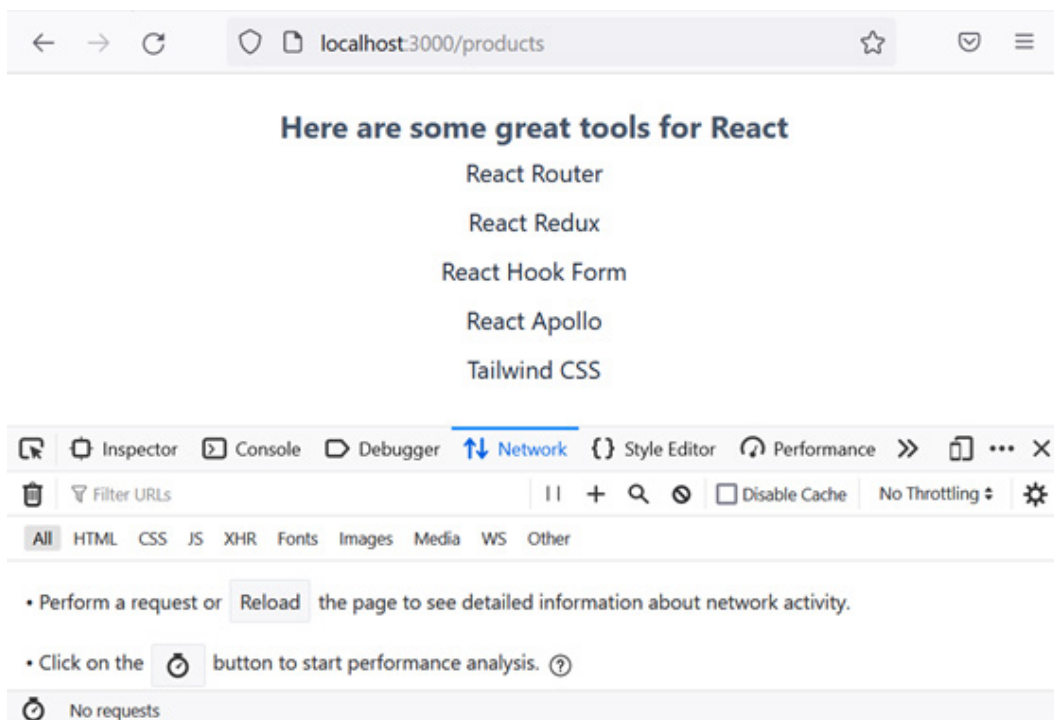 localhost:3000/products
Here are some great tools for React
React Router
React Redux
React Hook Form
React Apollo
Tailwind CSS
Inspector Console Debugger Network {} Style Editor Performance
Filter URLs Disable Cache No Throttling
All HTML CSS JS XHR Fonts Images Media WS Other
• Perform a request or Reload the page to see detailed information about network activity.
• Click on the button to start performance analysis. ?
No requests